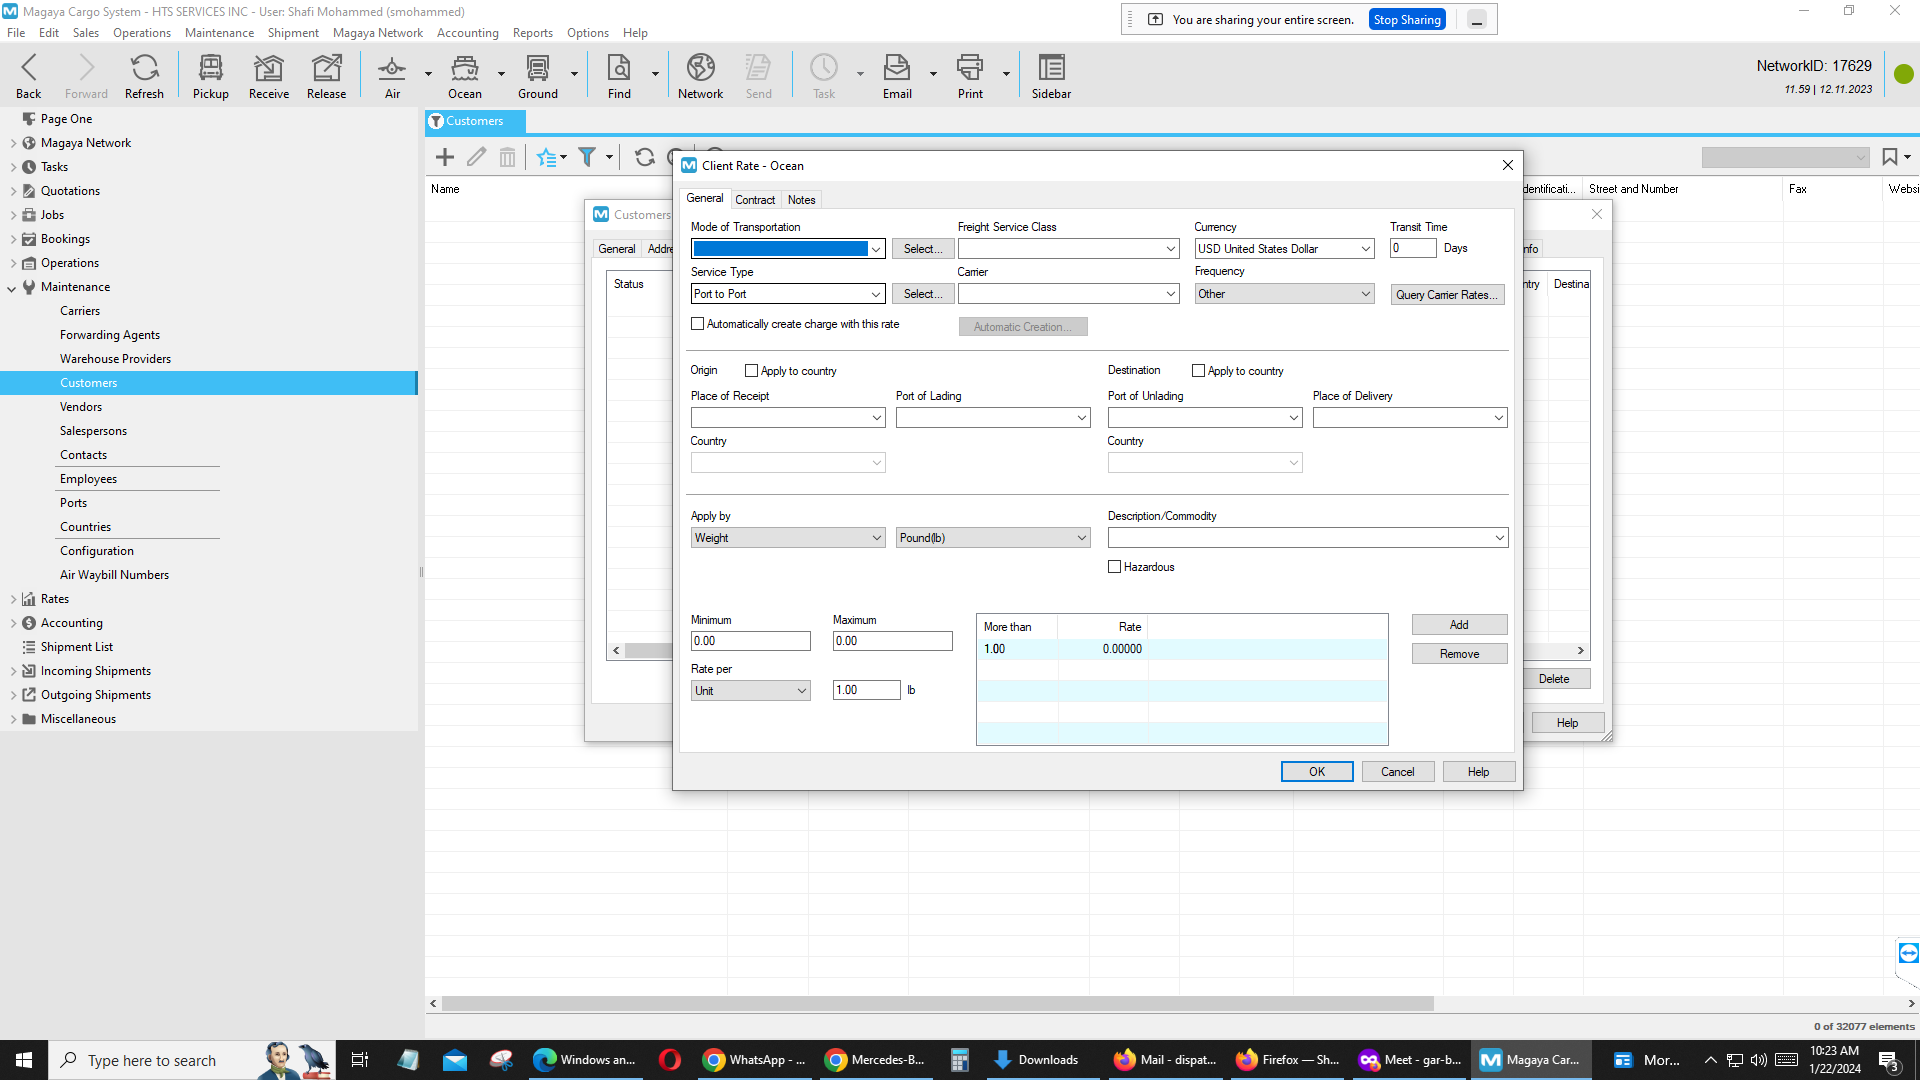 Magaya Cargo System - HTS SERVICES INC - User: Shafi Mohammed (smohammed)
You are sharing your entire screen. Stop Sharing
File Edit Sales Operations Maintenance Shipment Magaya Network Accounting Reports Options Help
Back Forward Refresh Pickup Receive Release Air Ocean Ground Find Network Send Task Email Print Sidebar
NetworkID: 17629
11.59 | 12.11.2023
Page One
Magaya Network
Tasks
Quotations
Jobs
Bookings
Operations
Maintenance
Carriers
Forwarding Agents
Warehouse Providers
Customers
Vendors
Salespersons
Contacts
Employees
Ports
Countries
Configuration
Air Waybill Numbers
Rates
Accounting
Shipment List
Incoming Shipments
Outgoing Shipments
Miscellaneous
Customers
Name
dentificati... Street and Number Fax Websi
Customers
General Addre
nfo
Status
ntry Destina
Delete
Help
Client Rate - Ocean
General Contract Notes
Mode of Transportation Freight Service Class Currency Transit Time
Select... USD United States Dollar 0 Days
Service Type Carrier Frequency
Port to Port Select... Other Query Carrier Rates...
Automatically create charge with this rate Automatic Creation...
Origin Apply to country Destination Apply to country
Place of Receipt Port of Lading Port of Unlading Place of Delivery
Country Country
Apply by Description/Commodity
Weight Pound(lb)
Hazardous
Minimum Maximum
0.00 0.00
Rate per
Unit 1.00 lb
More than Rate
1.00 0.00000
Add
Remove
OK Cancel Help
0 of 32077 elements
Type here to search
Windows an...
WhatsApp - ...
Mercedes-B...
Downloads
Mail - dispat...
Firefox — Sh...
Meet - gar-b...
Magaya Car...
Mor...
10:23 AM
1/22/2024
3